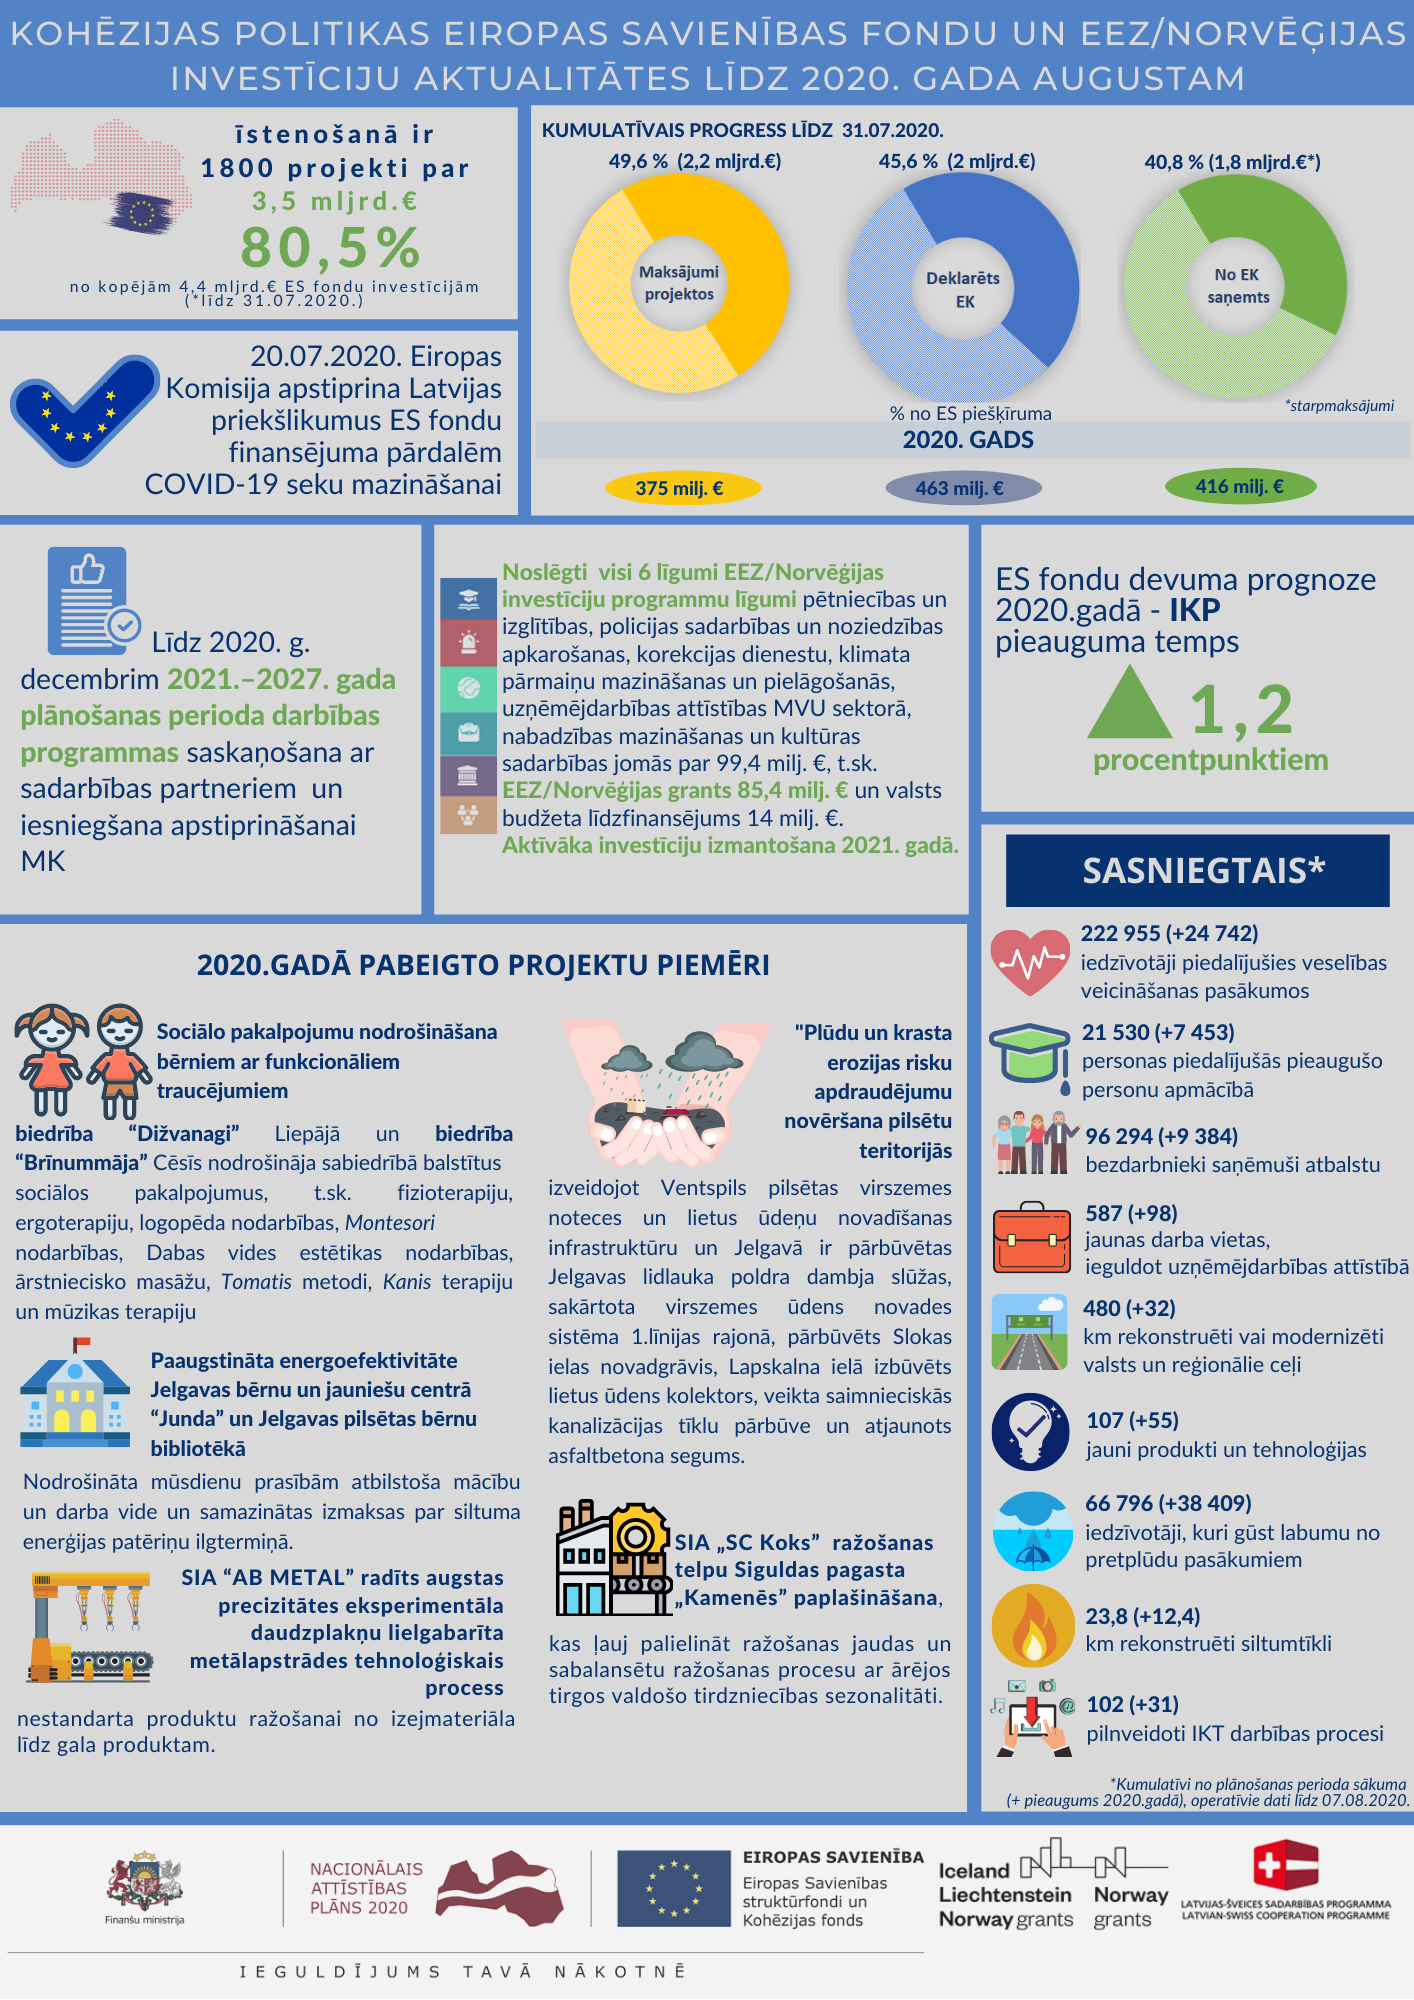 KOHĒZIJAS POLITIKAS EIROPAS SAVIENĪBAS FONDU UN EEZ/NORVĒĢIJAS
INVESTĪCIJU AKTUALITĀTES LĪDZ 2020. GADA AUGUSTAM
īstenošanā ir
1800 projekti par
3,5 mljrd.€
80,5%
no kopējām 4,4 mljrd.€ ES fondu investīcijām
(*līdz 31.07.2020.)
20.07.2020. Eiropas
Komisija apstiprina Latvijas
priekšlikumus ES fondu
finansējuma pārdalēm
COVID-19 seku mazināšanai
KUMULATĪVAIS PROGRESS LĪDZ 31.07.2020.
49,6 % (2,2 mljrd.€)
45,6 % (2 mljrd.€)
40,8 % (1,8 mljrd.€*)
Maksājumi
projektos
Deklarēts
EK
No EK
saņemts
*starpmaksājumi
% no ES piešķīruma
2020. GADS
375 milj. €
463 milj. €
416 milj. €
Līdz 2020. g.
decembrim 2021.–2027. gada
plānošanas perioda darbības
programmas saskaņošana ar
sadarbības partneriem un
iesniegšana apstiprināšanai
MK
Noslēgti visi 6 līgumi EEZ/Norvēģijas
investīciju programmu līgumi pētniecības un
izglītības, policijas sadarbības un noziedzības
apkarošanas, korekcijas dienestu, klimata
pārmaiņu mazināšanas un pielāgošanās,
uzņēmējdarbības attīstības MVU sektorā,
nabadzības mazināšanas un kultūras
sadarbības jomās par 99,4 milj. €, t.sk.
EEZ/Norvēģijas grants 85,4 milj. € un valsts
budžeta līdzfinansējums 14 milj. €.
Aktīvāka investīciju izmantošana 2021. gadā.
ES fondu devuma prognoze
2020.gadā - IKP
pieauguma temps
1,2
procentpunktiem
SASNIEGTAIS*
222 955 (+24 742)
iedzīvotāji piedalījušies veselības
veicināšanas pasākumos
21 530 (+7 453)
personas piedalījušās pieaugušo
personu apmācībā
96 294 (+9 384)
bezdarbnieki saņēmuši atbalstu
587 (+98)
jaunas darba vietas,
ieguldot uzņēmējdarbības attīstībā
480 (+32)
km rekonstruēti vai modernizēti
valsts un reģionālie ceļi
107 (+55)
jauni produkti un tehnoloģijas
66 796 (+38 409)
iedzīvotāji, kuri gūst labumu no
pretplūdu pasākumiem
23,8 (+12,4)
km rekonstruēti siltumtīkli
102 (+31)
pilnveidoti IKT darbības procesi
*Kumulatīvi no plānošanas perioda sākuma
(+ pieaugums 2020.gadā), operatīvie dati līdz 07.08.2020.
2020.GADĀ PABEIGTO PROJEKTU PIEMĒRI
Sociālo pakalpojumu nodrošināšana
bērniem ar funkcionāliem
traucējumiem
biedrība “Dižvanagi” Liepājā un biedrība
“Brīnummāja” Cēsīs nodrošināja sabiedrībā balstītus
sociālos pakalpojumus, t.sk. fizioterapiju,
ergoterapiju, logopēda nodarbības, Montesori
nodarbības, Dabas vides estētikas nodarbības,
ārstniecisko masāžu, Tomatis metodi, Kanis terapiju
un mūzikas terapiju
Paaugstināta energoefektivitāte
Jelgavas bērnu un jauniešu centrā
“Junda” un Jelgavas pilsētas bērnu
bibliotēkā
Nodrošināta mūsdienu prasībām atbilstoša mācību
un darba vide un samazinātas izmaksas par siltuma
enerģijas patēriņu ilgtermiņā.
SIA “AB METAL” radīts augstas
precizitātes eksperimentāla
daudzplakņu lielgabarīta
metālapstrādes tehnoloģiskais
process
nestandarta produktu ražošanai no izejmateriāla
līdz gala produktam.
"Plūdu un krasta
erozijas risku
apdraudējumu
novēršana pilsētu
teritorijās
izveidojot Ventspils pilsētas virszemes
noteces un lietus ūdeņu novadīšanas
infrastruktūru un Jelgavā ir pārbūvētas
Jelgavas lidlauka poldra dambja slūžas,
sakārtota virszemes ūdens novades
sistēma 1.līnijas rajonā, pārbūvēts Slokas
ielas novadgrāvis, Lapskalna ielā izbūvēts
lietus ūdens kolektors, veikta saimnieciskās
kanalizācijas tīklu pārbūve un atjaunots
asfaltbetona segums.
SIA „SC Koks” ražošanas
telpu Siguldas pagasta
„Kamenēs” paplašināšana,
kas ļauj palielināt ražošanas jaudas un
sabalansētu ražošanas procesu ar ārējos
tirgos valdošo tirdzniecības sezonalitāti.
Finanšu ministrija
NACIONĀLAIS
ATTĪSTĪBAS
PLĀNS 2020
EIROPAS SAVIENĪBA
Eiropas Savienības
struktūrfondi un
Kohēzijas fonds
Iceland
Liechtenstein
Norway grants
Norway
grants
LATVIJAS-ŠVEICES SADARBĪBAS PROGRAMMA
LATVIAN-SWISS COOPERATION PROGRAMME
IEGULDĪJUMS TAVĀ NĀKOTNĒ